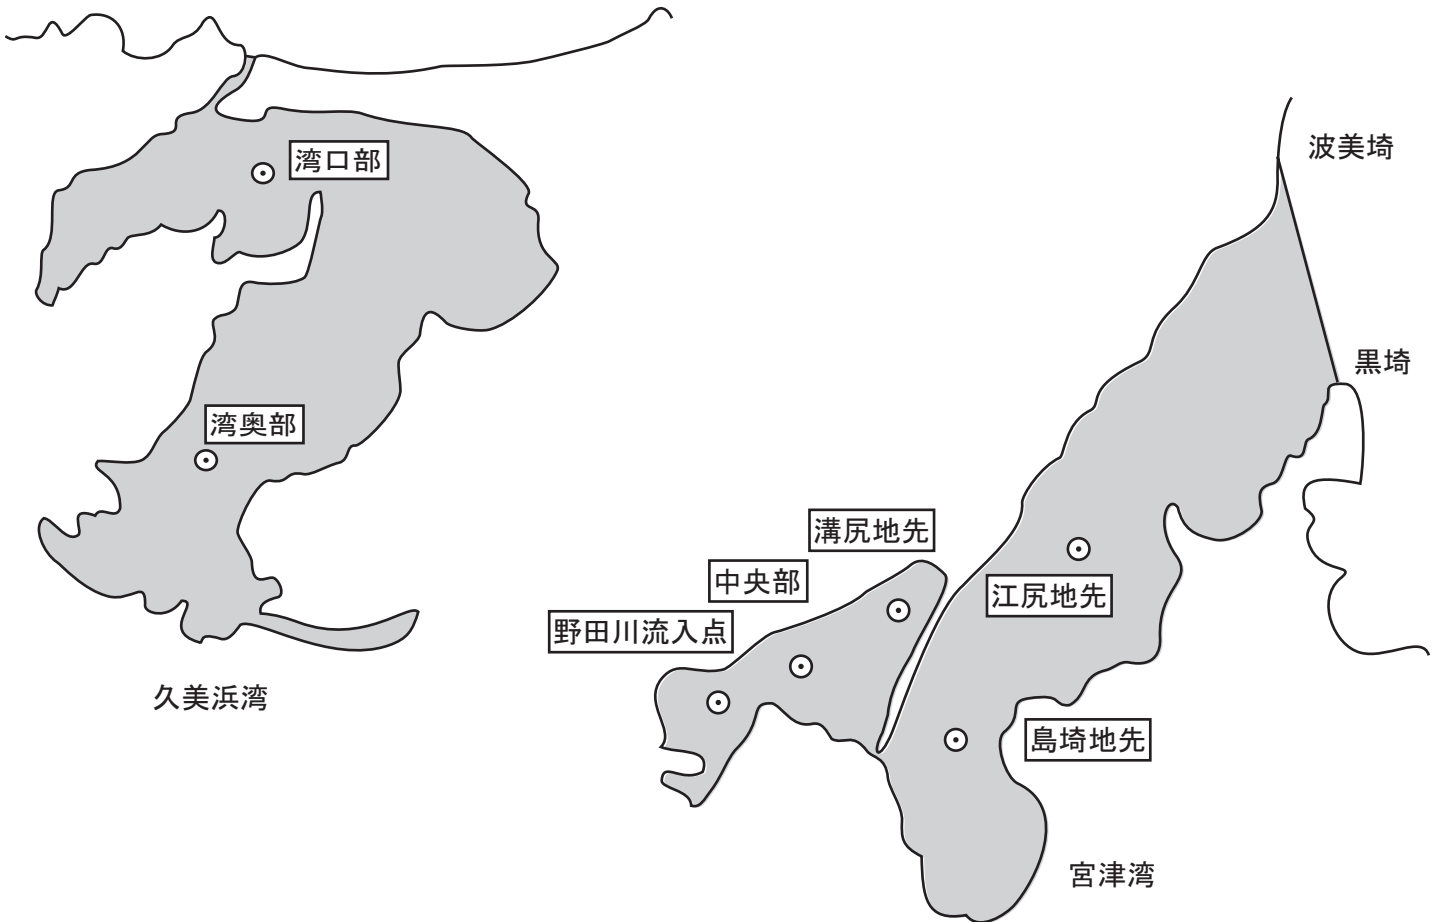 湾口部
波美埼
黒埼
湾奥部
溝尻地先
中央部
江尻地先
野田川流入点
久美浜湾
島埼地先
宮津湾